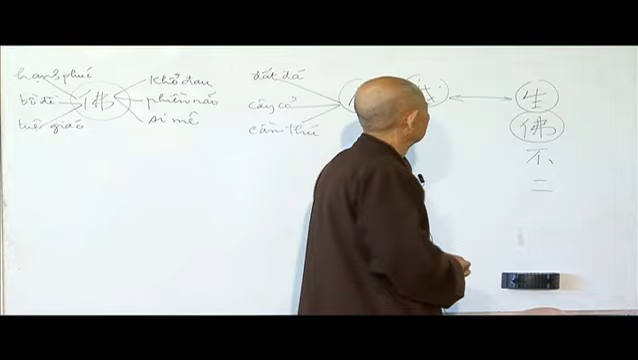 hạnh phúc
bồ đề
tuệ giác
佛
khổ đau
phiền não
si mê
đất đá
cây cỏ
cầm thú
生
佛
不
二